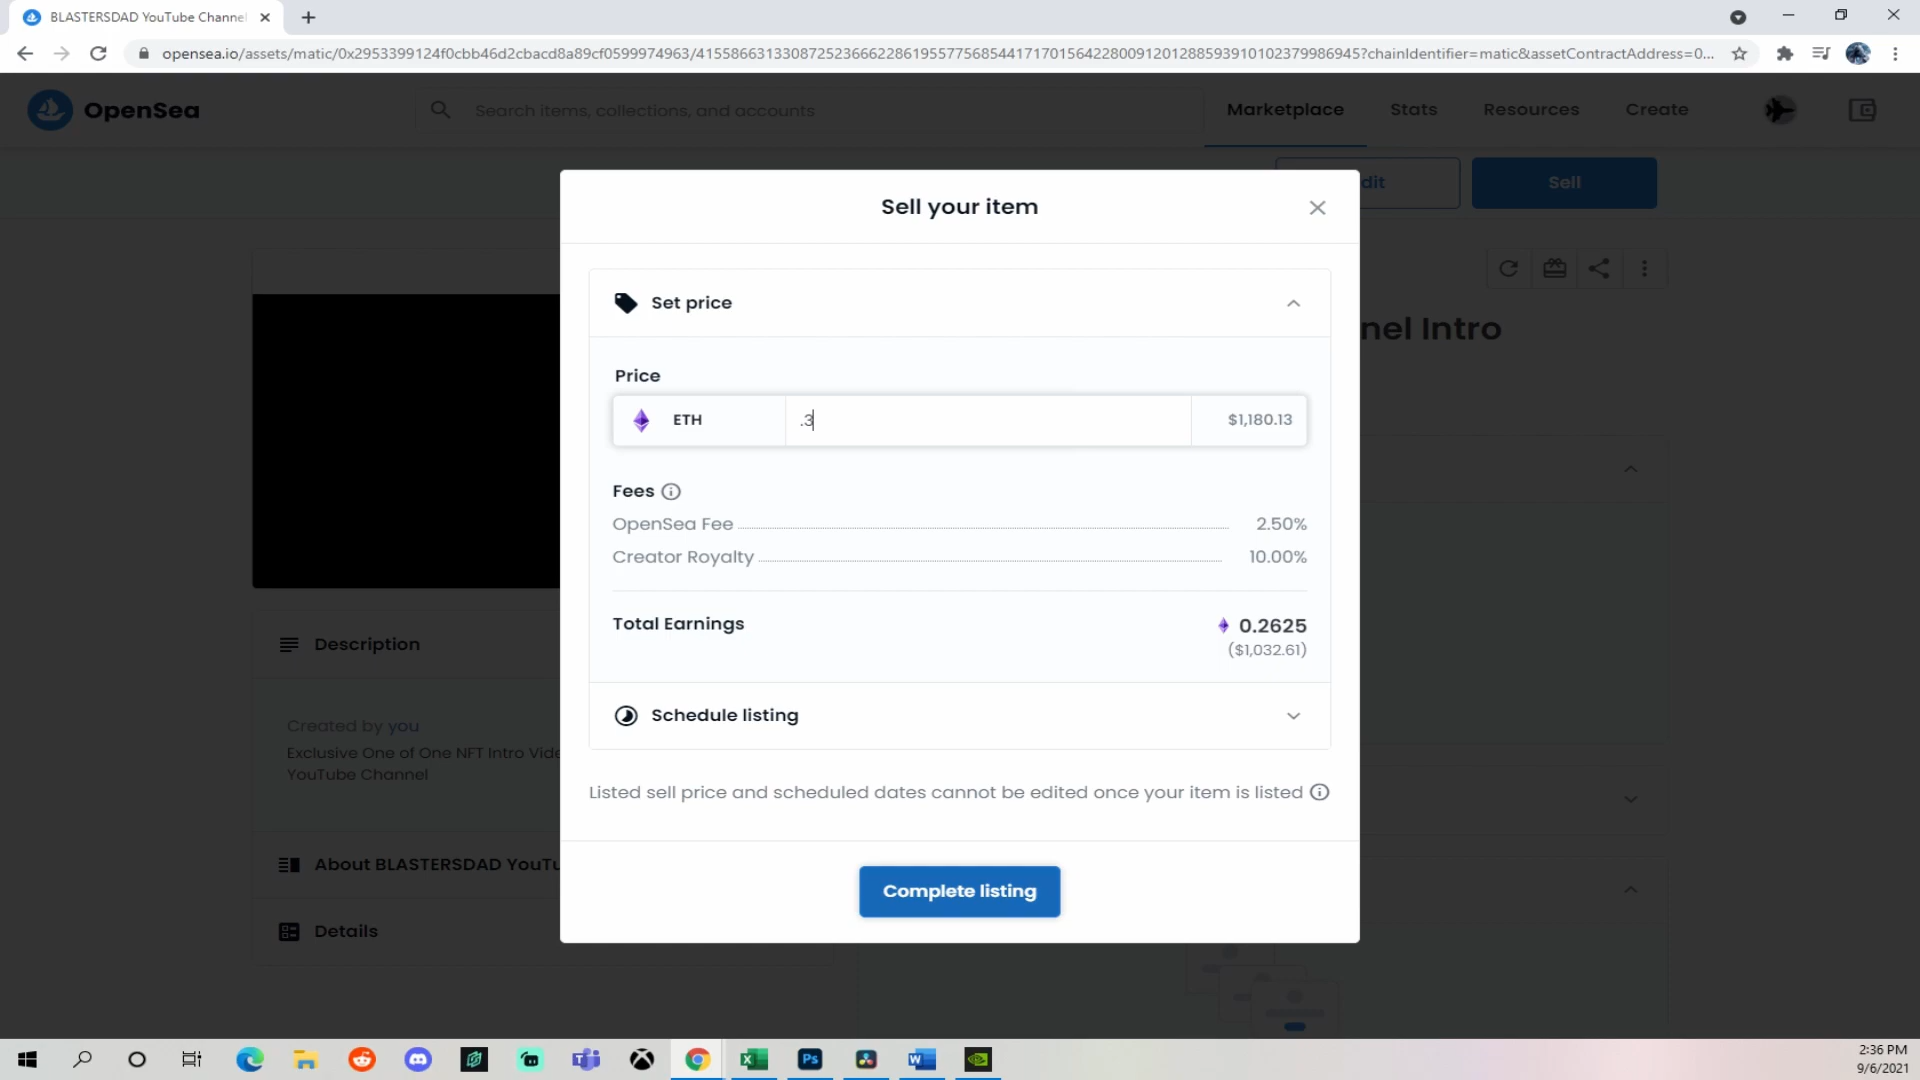 BLASTERSDAD YouTube Channel
opensea.io/assets/matic/0x2953399124f0cbb46d2cbacd8a89cf0599974963/41558663133087252366622861955775685441717015642280091201288593910102379986945?chainIdentifier=matic&assetContractAddress=0...
OpenSea
Search items, collections, and accounts
Marketplace
Stats
Resources
Create
dit
Sell
Sell your item
Set price
nel Intro
Price
ETH
.3
$1,180.13
Fees
OpenSea Fee
2.50%
Creator Royalty
10.00%
Total Earnings
0.2625
($1,032.61)
Description
Schedule listing
Created by you
Exclusive One of One NFT Intro Vide
YouTube Channel
Listed sell price and scheduled dates cannot be edited once your item is listed
About BLASTERSDAD YouTu
Complete listing
Details
Ps
2:36 PM
9/6/2021